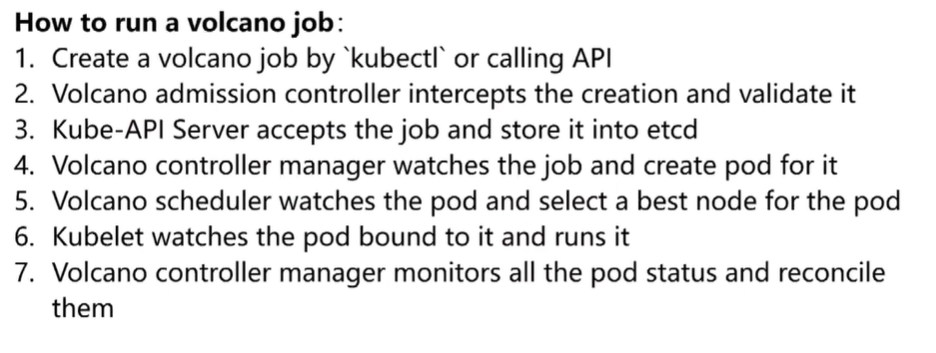 How to run a volcano job:
1. Create a volcano job by `kubectl` or calling API
2. Volcano admission controller intercepts the creation and validate it
3. Kube-API Server accepts the job and store it into etcd
4. Volcano controller manager watches the job and create pod for it
5. Volcano scheduler watches the pod and select a best node for the pod
6. Kubelet watches the pod bound to it and runs it
7. Volcano controller manager monitors all the pod status and reconcile
them